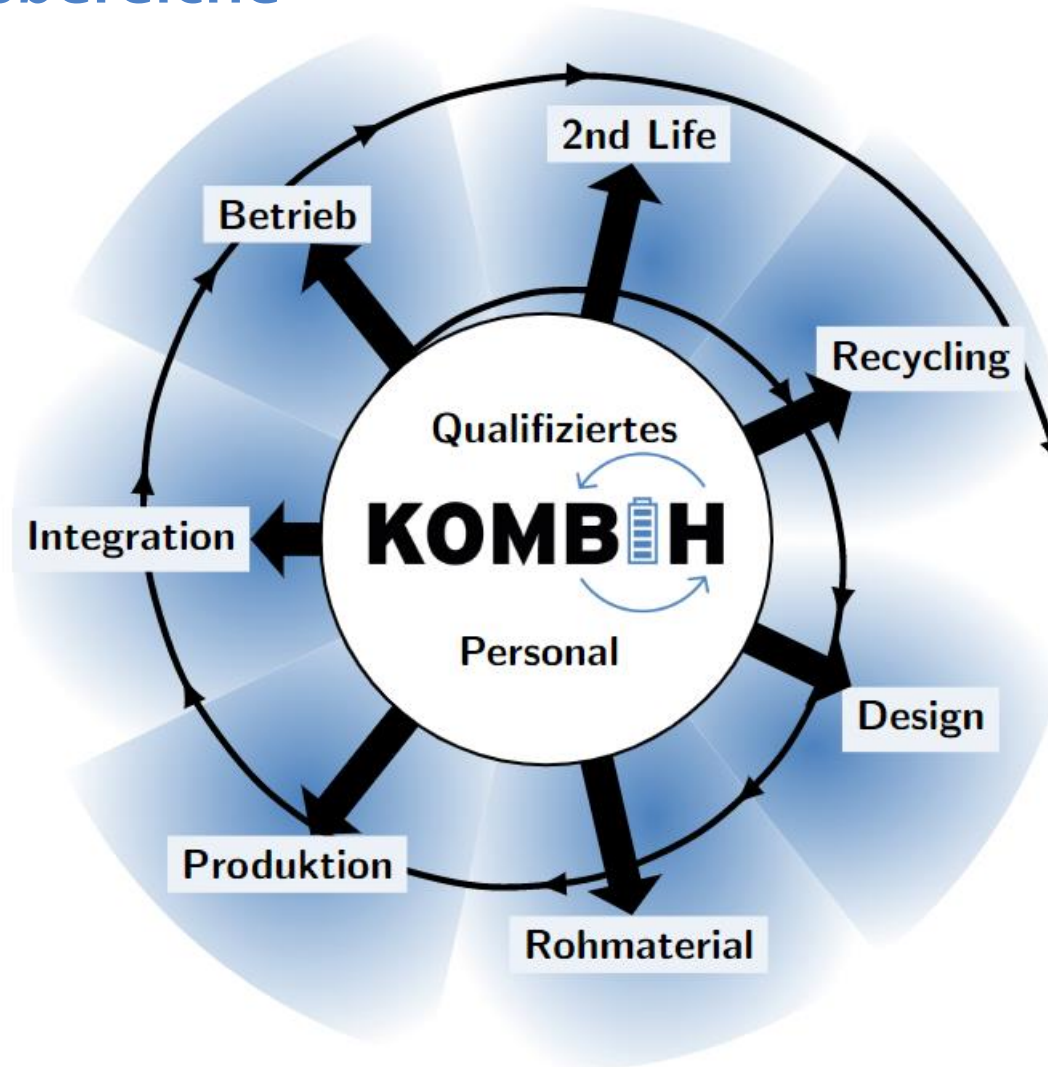 2nd Life
Betrieb
Recycling
Qualifiziertes
KOMBiH
Integration
Personal
Design
Produktion
Rohmaterial